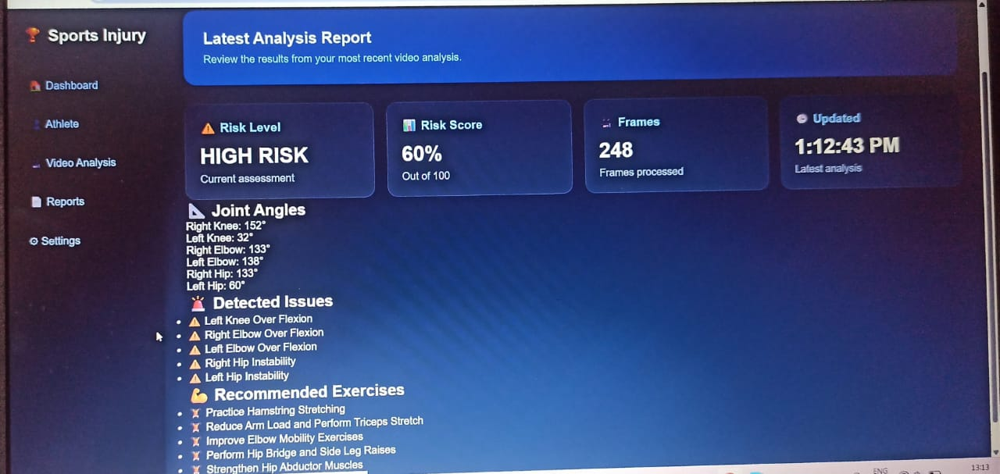 Sports Injury
Dashboard
Athlete
Video Analysis
Reports
Settings
Latest Analysis Report
Review the results from your most recent video analysis.
Risk Level
HIGH RISK
Current assessment
Risk Score
60%
Out of 100
Frames
248
Frames processed
Updated
1:12:43 PM
Latest analysis
Joint Angles
Right Knee: 152°
Left Knee: 32°
Right Elbow: 133°
Left Elbow: 138°
Right Hip: 133°
Left Hip: 60°
Detected Issues
Left Knee Over Flexion
Right Elbow Over Flexion
Left Elbow Over Flexion
Right Hip Instability
Left Hip Instability
Recommended Exercises
Practice Hamstring Stretching
Reduce Arm Load and Perform Triceps Stretch
Improve Elbow Mobility Exercises
Perform Hip Bridge and Side Leg Raises
Strengthen Hip Abductor Muscles
ENG
13:13